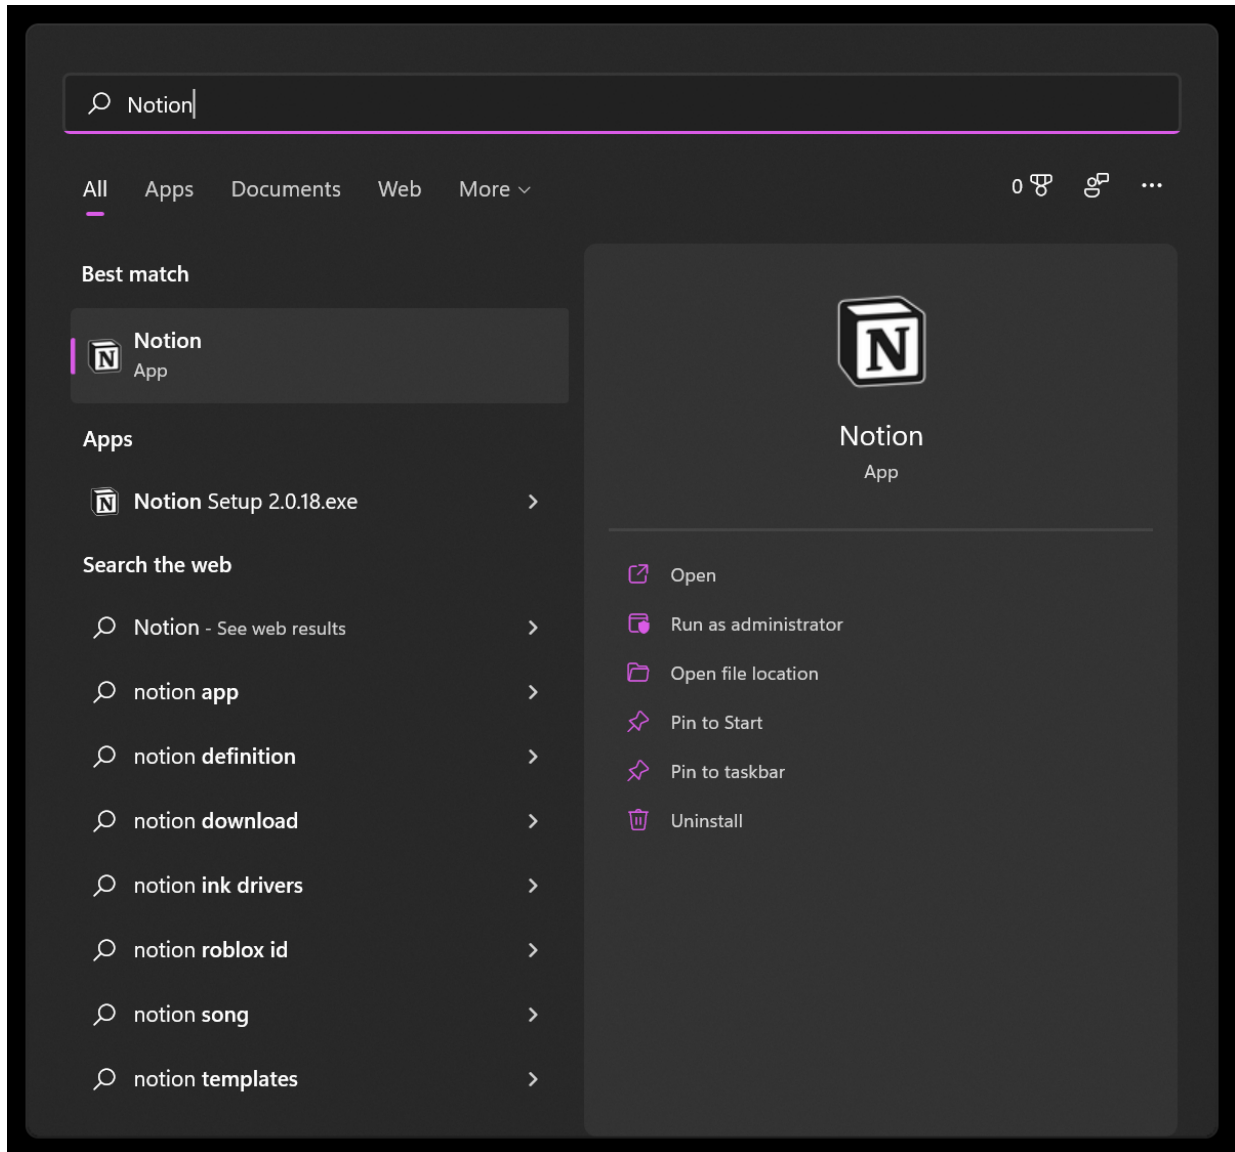 Notion
All Apps Documents Web More
0
Best match
Notion
App
Apps
Notion Setup 2.0.18.exe
Search the web
Notion - See web results
notion app
notion definition
notion download
notion ink drivers
notion roblox id
notion song
notion templates
N
Notion
App
Open
Run as administrator
Open file location
Pin to Start
Pin to taskbar
Uninstall